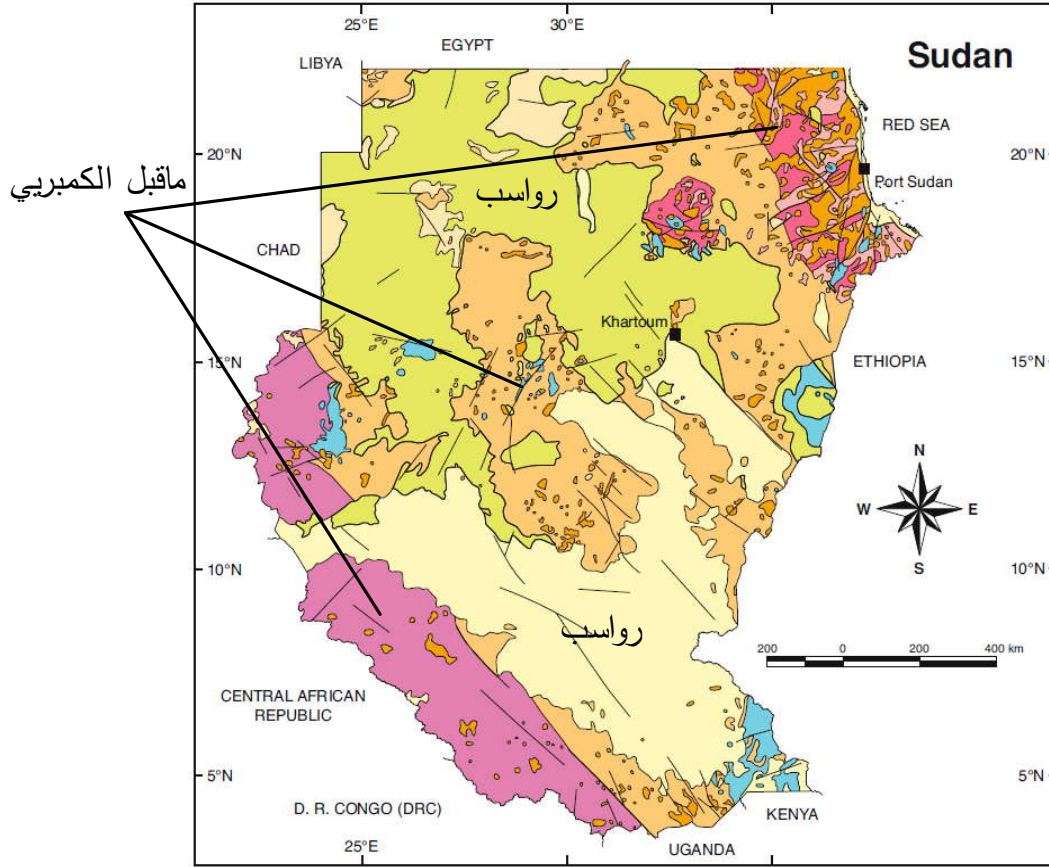 25°E
30°E
EGYPT
LIBYA
Sudan
RED SEA
20°N
20°N
ماقبل الكمبريي
رواسب
Port Sudan
CHAD
Khartoum
15°N
ETHIOPIA
15°N
N
W
E
S
10°N
10°N
رواسب
200 0 200 400 km
CENTRAL AFRICAN
REPUBLIC
5°N
5°N
D. R. CONGO (DRC)
KENYA
25°E
UGANDA